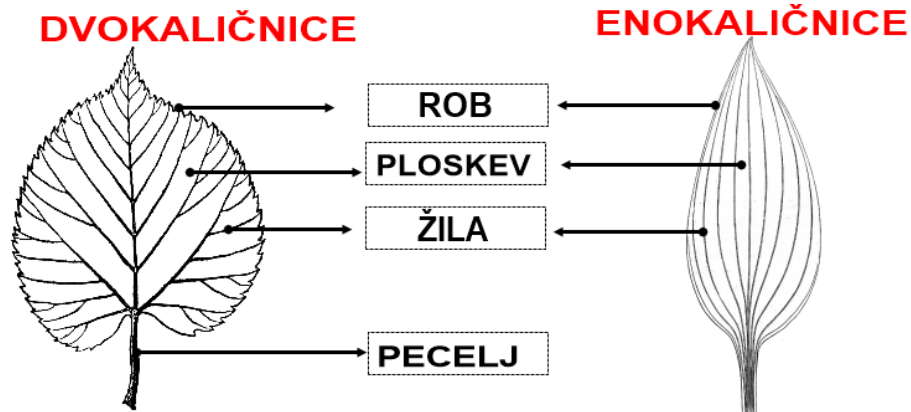 DVOKALIČNICE
ENOKALIČNICE
ROB
PLOSKEV
ŽILA
PECELJ